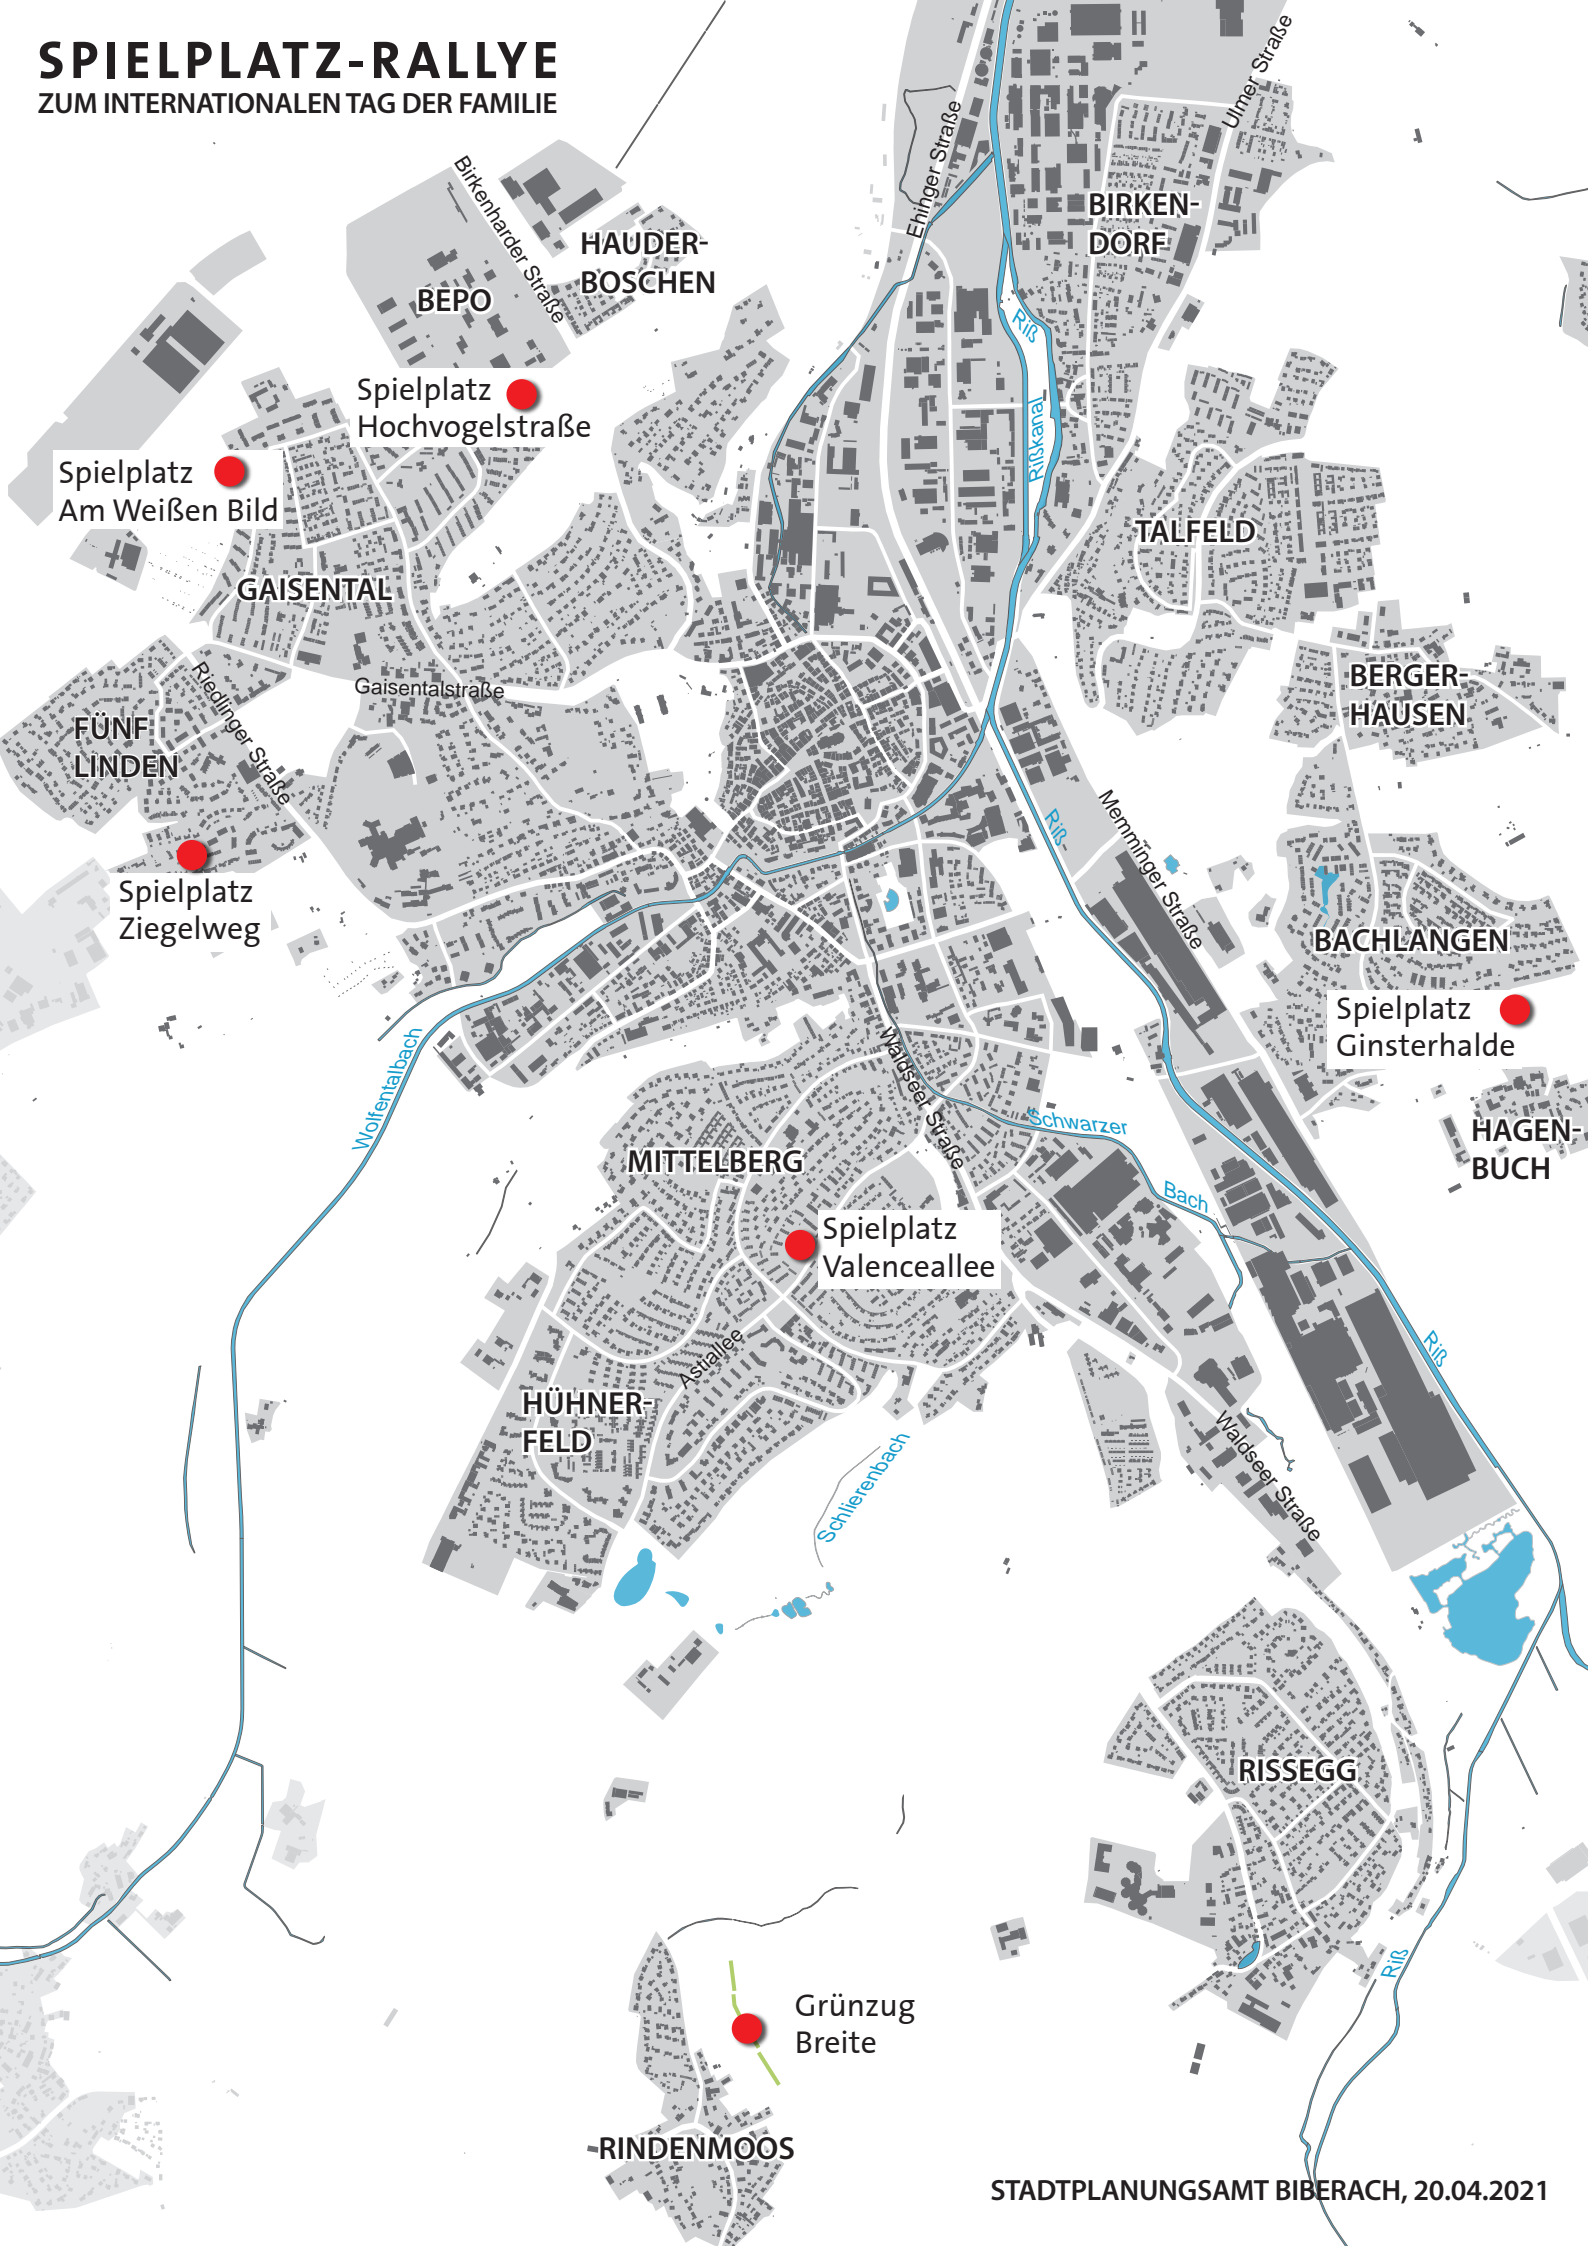 SPIELPLATZ-RALLYE
ZUM INTERNATIONALEN TAG DER FAMILIE
Ehinger Straße
Ulmer Straße
BIRKEN-
DORF
Birkenharder Straße
HAUDER-
BOSCHEN
BEPO
Riß
Rißkanal
Spielplatz
Hochvogelstraße
Spielplatz
Am Weißen Bild
TALFELD
GAISENTAL
Gaisentalstraße
Riedlinger Straße
FÜNF
LINDEN
BERGER-
HAUSEN
Riß
Memminger Straße
Spielplatz
Ziegelweg
BACHLANGEN
Spielplatz
Ginsterhalde
Wolfentalbach
Waldseer Straße
Schwarzer
Bach
HAGEN-
BUCH
MITTELBERG
Spielplatz
Valenceallee
Astiallee
Riß
HÜHNER-
FELD
Schlierenbach
Waldseer Straße
RISSEGG
Riß
Grünzug
Breite
RINDENMOOS
STADTPLANUNGSAMT BIBERACH, 20.04.2021